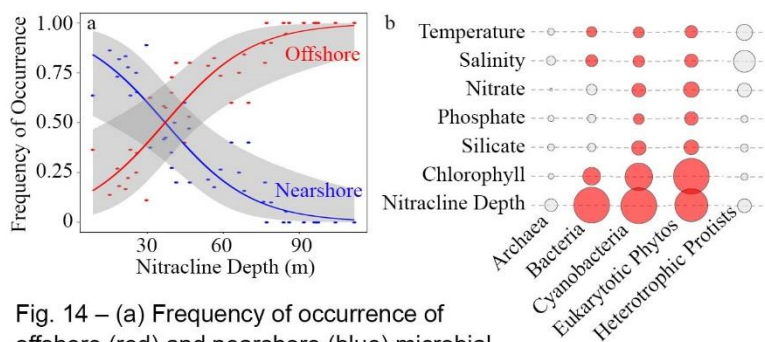 a
1.00
0.75
0.50
0.25
0
Frequency of Occurrence
Offshore
Nearshore
30
60
90
Nitracline Depth (m)
b
Temperature
Salinity
Nitrate
Phosphate
Silicate
Chlorophyll
Nitracline Depth
Archaea
Bacteria
Cyanobacteria
Eukarytotic Phytos
Heterotrophic Protists
Fig. 14 – (a) Frequency of occurrence of
offshore (red) and nearshore (blue) microbial